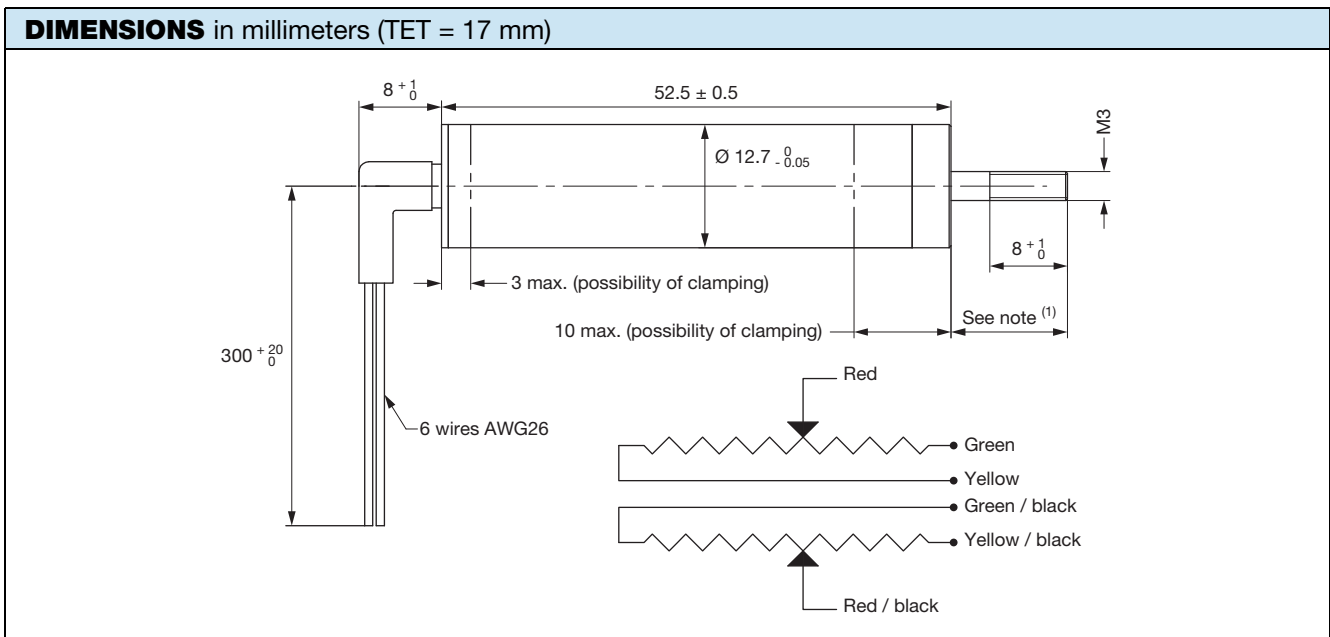 DIMENSIONS in millimeters (TET = 17 mm)
8 +1 0
52.5 ± 0.5
M3
Ø 12.7 0 - 0.05
8 +1 0
3 max. (possibility of clamping)
See note (1)
10 max. (possibility of clamping)
300 +20 0
Red
6 wires AWG26
Green
Yellow
Green / black
Yellow / black
Red / black